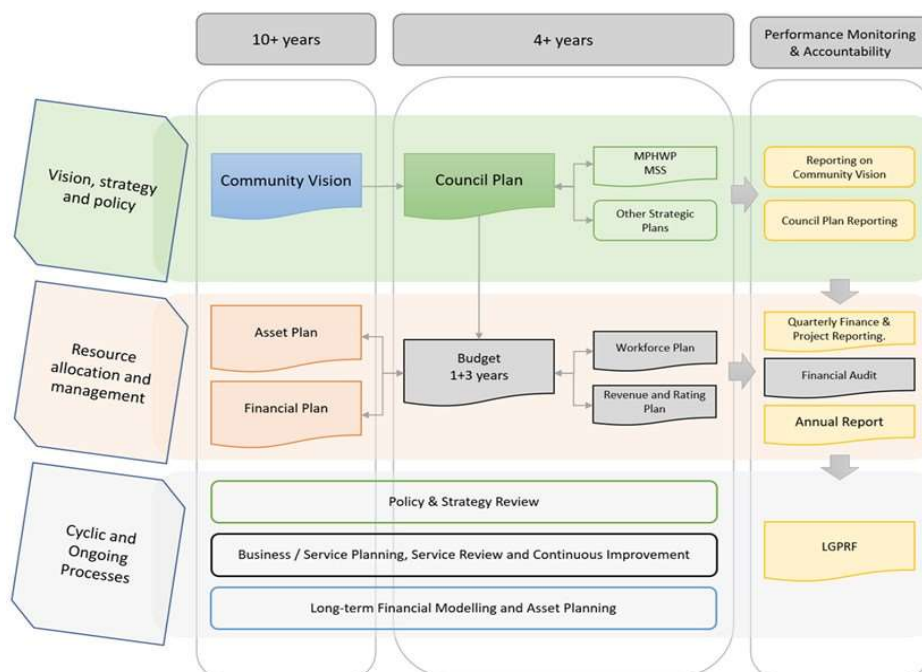 10+ years
4+ years
Performance Monitoring
& Accountability
Vision, strategy
and policy
Community Vision
Council Plan
MPHWP
MSS
Other Strategic
Plans
Reporting on
Community Vision
Council Plan Reporting
Resource
allocation and
management
Asset Plan
Financial Plan
Budget
1+3 years
Workforce Plan
Revenue and Rating
Plan
Quarterly Finance &
Project Reporting.
Financial Audit
Annual Report
Cyclic and
Ongoing
Processes
Policy & Strategy Review
Business / Service Planning, Service Review and Continuous Improvement
Long-term Financial Modelling and Asset Planning
LGPRF